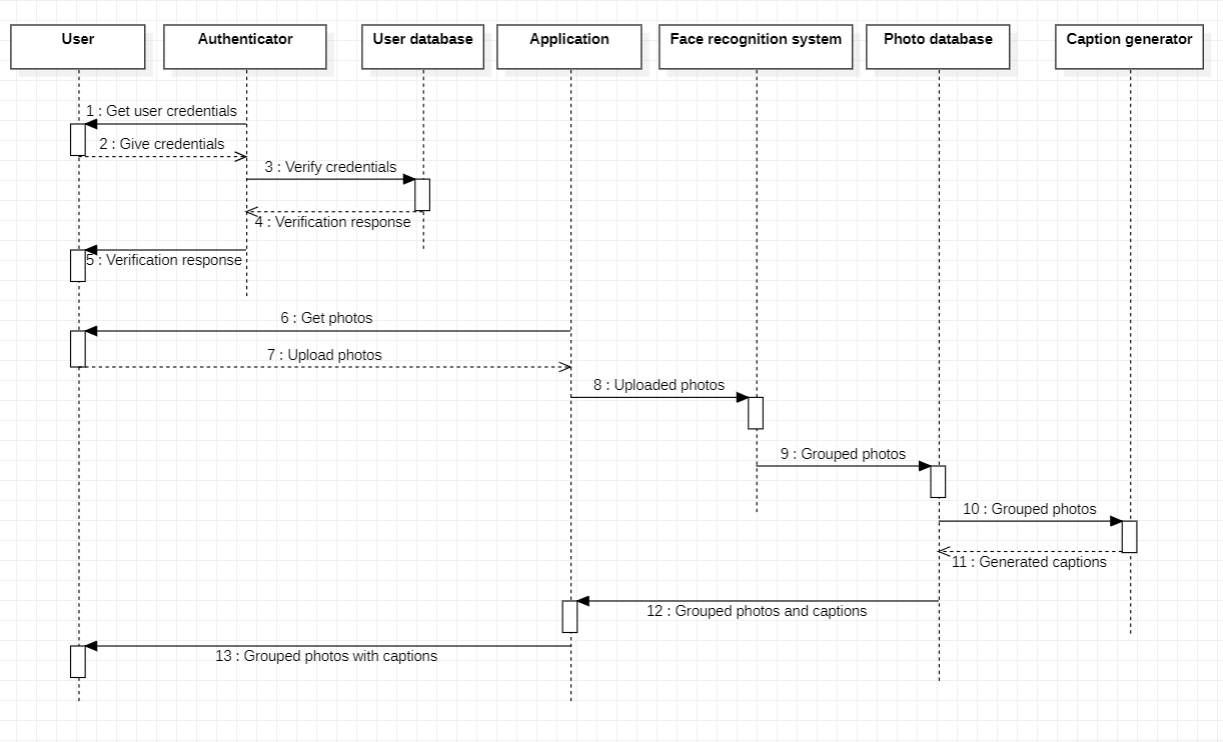 User
Authenticator
User database
Application
Face recognition system
Photo database
Caption generator
1 : Get user credentials
2 : Give credentials
3 : Verify credentials
4 : Verification response
5 : Verification response
6 : Get photos
7 : Upload photos
8 : Uploaded photos
9 : Grouped photos
10 : Grouped photos
11 : Generated captions
12 : Grouped photos and captions
13 : Grouped photos with captions